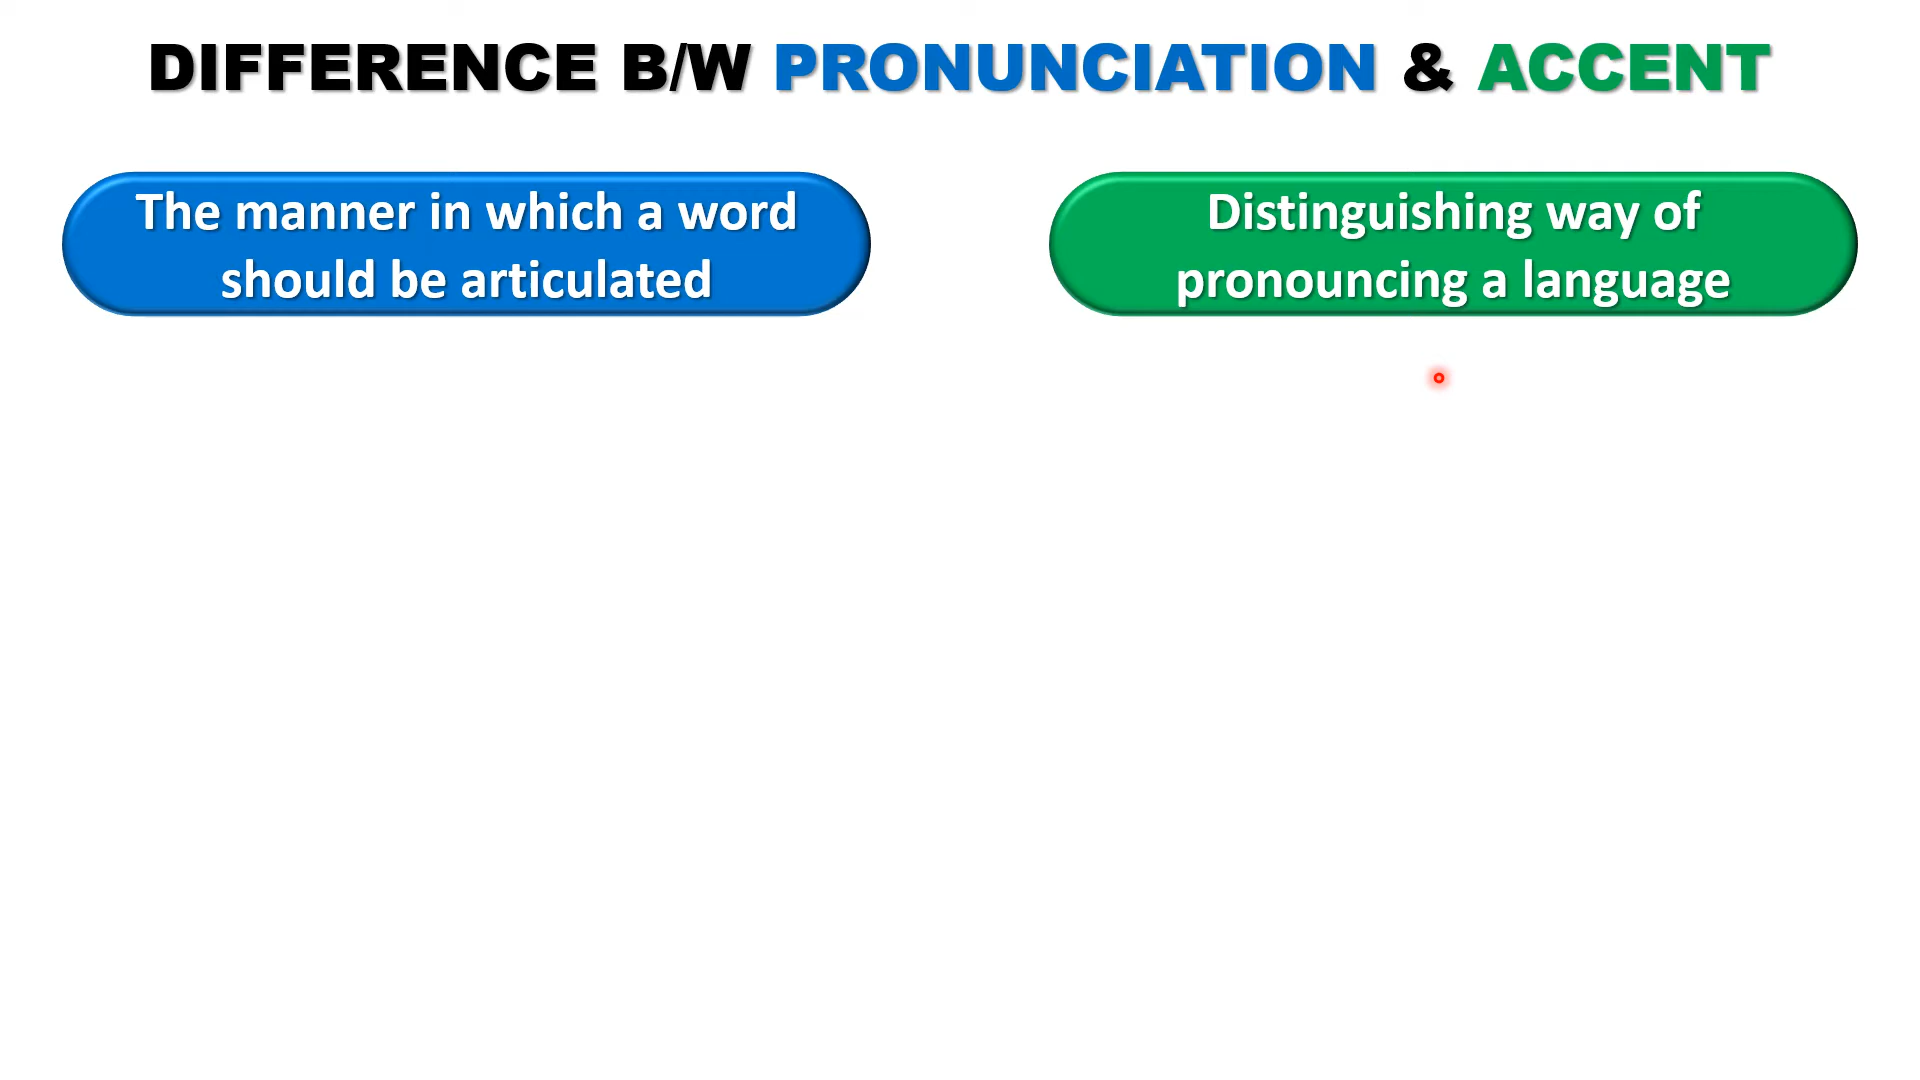 DIFFERENCE B/W PRONUNCIATION & ACCENT
The manner in which a word
should be articulated
Distinguishing way of
pronouncing a language